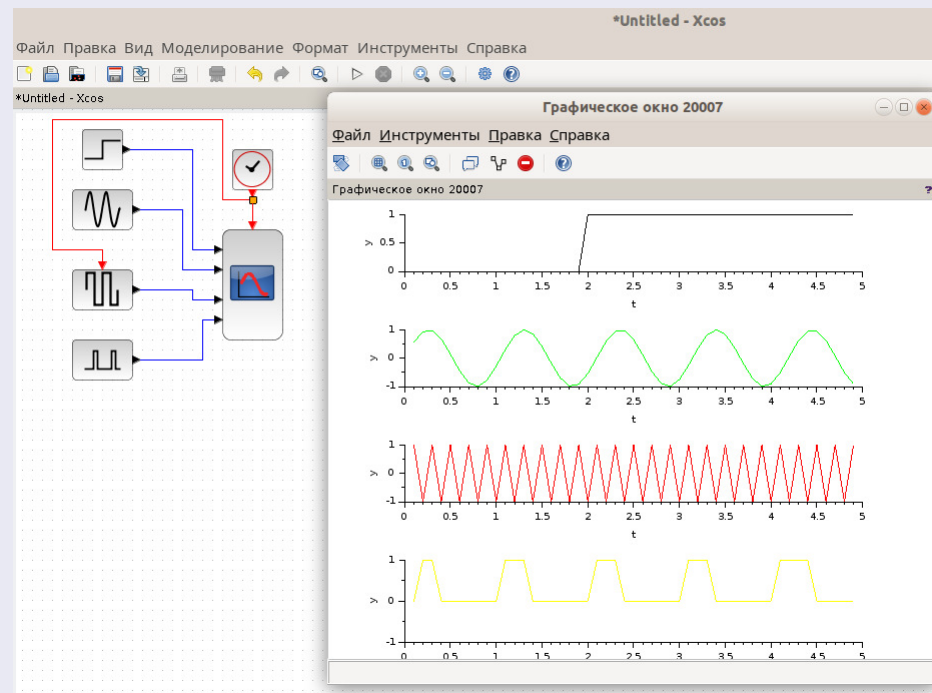 *Untitled - Xcos
Файл Правка Вид Моделирование Формат Инструменты Справка
*Untitled - Xcos
Графическое окно 20007
Файл Инструменты Правка Справка
Графическое окно 20007
?
1
y 0.5
0
0 0.5 1 1.5 2 2.5 3 3.5 4 4.5 5
t
1
y 0
-1
0 0.5 1 1.5 2 2.5 3 3.5 4 4.5 5
t
1
y 0
-1
0 0.5 1 1.5 2 2.5 3 3.5 4 4.5 5
t
1
y 0
-1
0 0.5 1 1.5 2 2.5 3 3.5 4 4.5 5